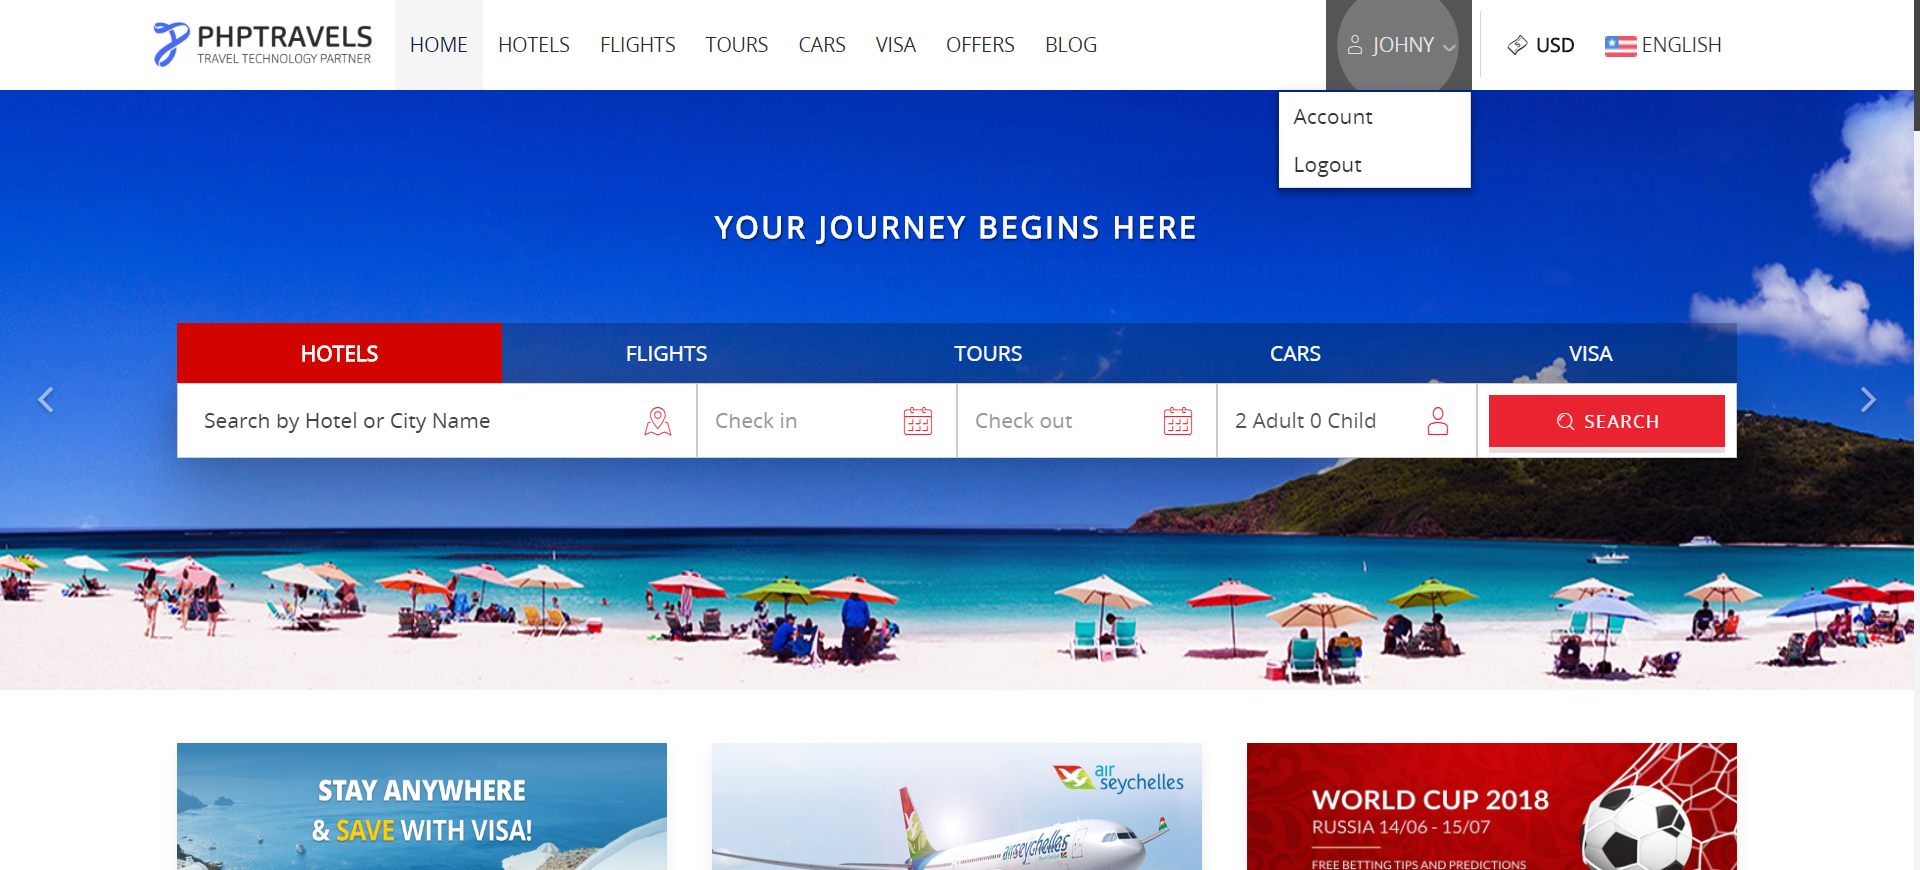 PHPTRAVELS
TRAVEL TECHNOLOGY PARTNER
HOME HOTELS FLIGHTS TOURS CARS VISA OFFERS BLOG JOHNY USD ENGLISH
Account
Logout
YOUR JOURNEY BEGINS HERE
HOTELS FLIGHTS TOURS CARS VISA
Search by Hotel or City Name Check in Check out 2 Adult 0 Child SEARCH
STAY ANYWHERE
& SAVE WITH VISA!
air
seychelles
airseychelles
WORLD CUP 2018
RUSSIA 14/06 - 15/07
FREE BETTING TIPS AND PREDICTIONS